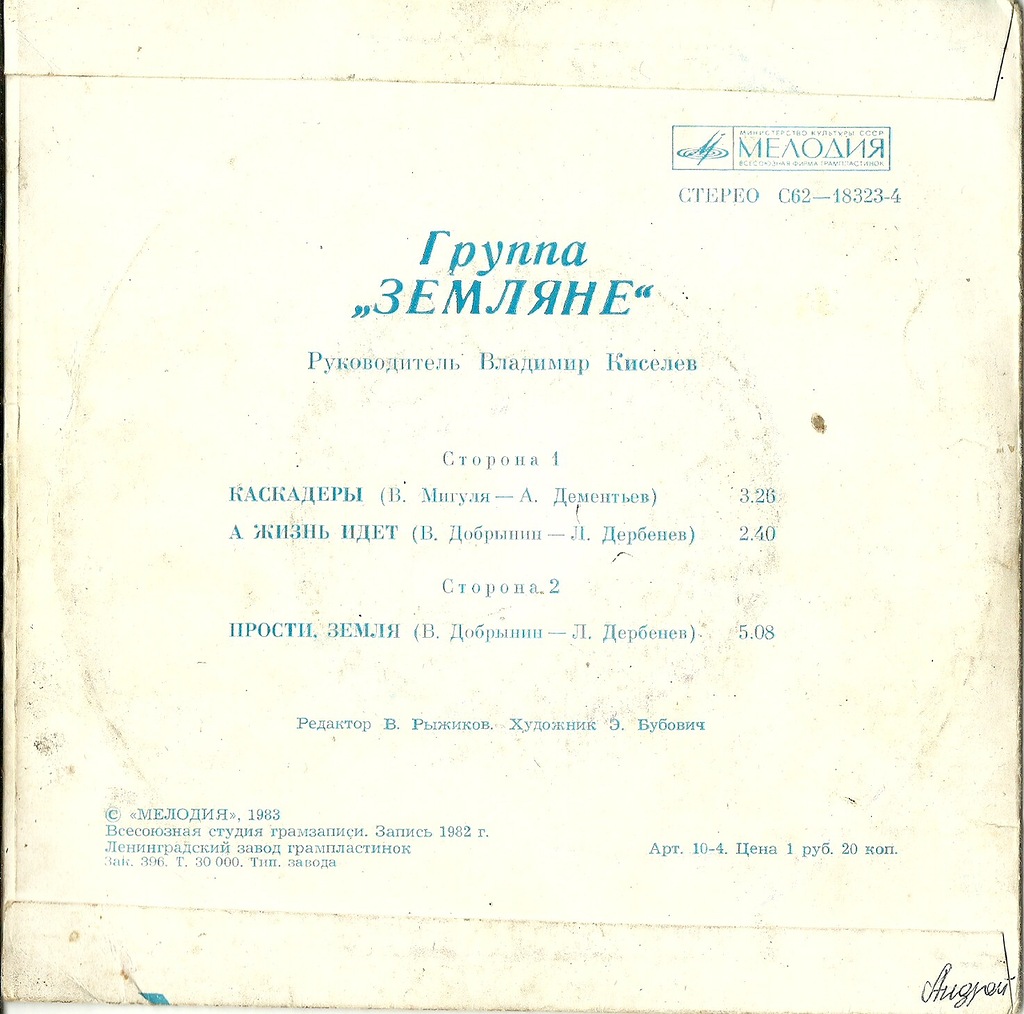 МИНИСТЕРСТВО КУЛЬТУРЫ СССР
МЕЛОДИЯ
ВСЕСОЮЗНАЯ ФИРМА ГРАМПЛАСТИНОК
СТЕРЕО С62—18323-4
Группа
„ЗЕМЛЯНЕ“
Руководитель Владимир Киселев
Сторона 1
КАСКАДЕРЫ (В. Мигуля — А. Дементьев) 3.26
А ЖИЗНЬ ИДЕТ (В. Добрынин — Л. Дербенев) 2.40
Сторона 2
ПРОСТИ, ЗЕМЛЯ (В. Добрынин — Л. Дербенев) 5.08
Редактор В. Рыжиков. Художник Э. Бубович
© «МЕЛОДИЯ», 1983
Всесоюзная студия грамзаписи. Запись 1982 г.
Ленинградский завод грампластинок
Зак. 396. Т. 30 000. Тип. завода
Арт. 10-4. Цена 1 руб. 20 коп.
Андрей